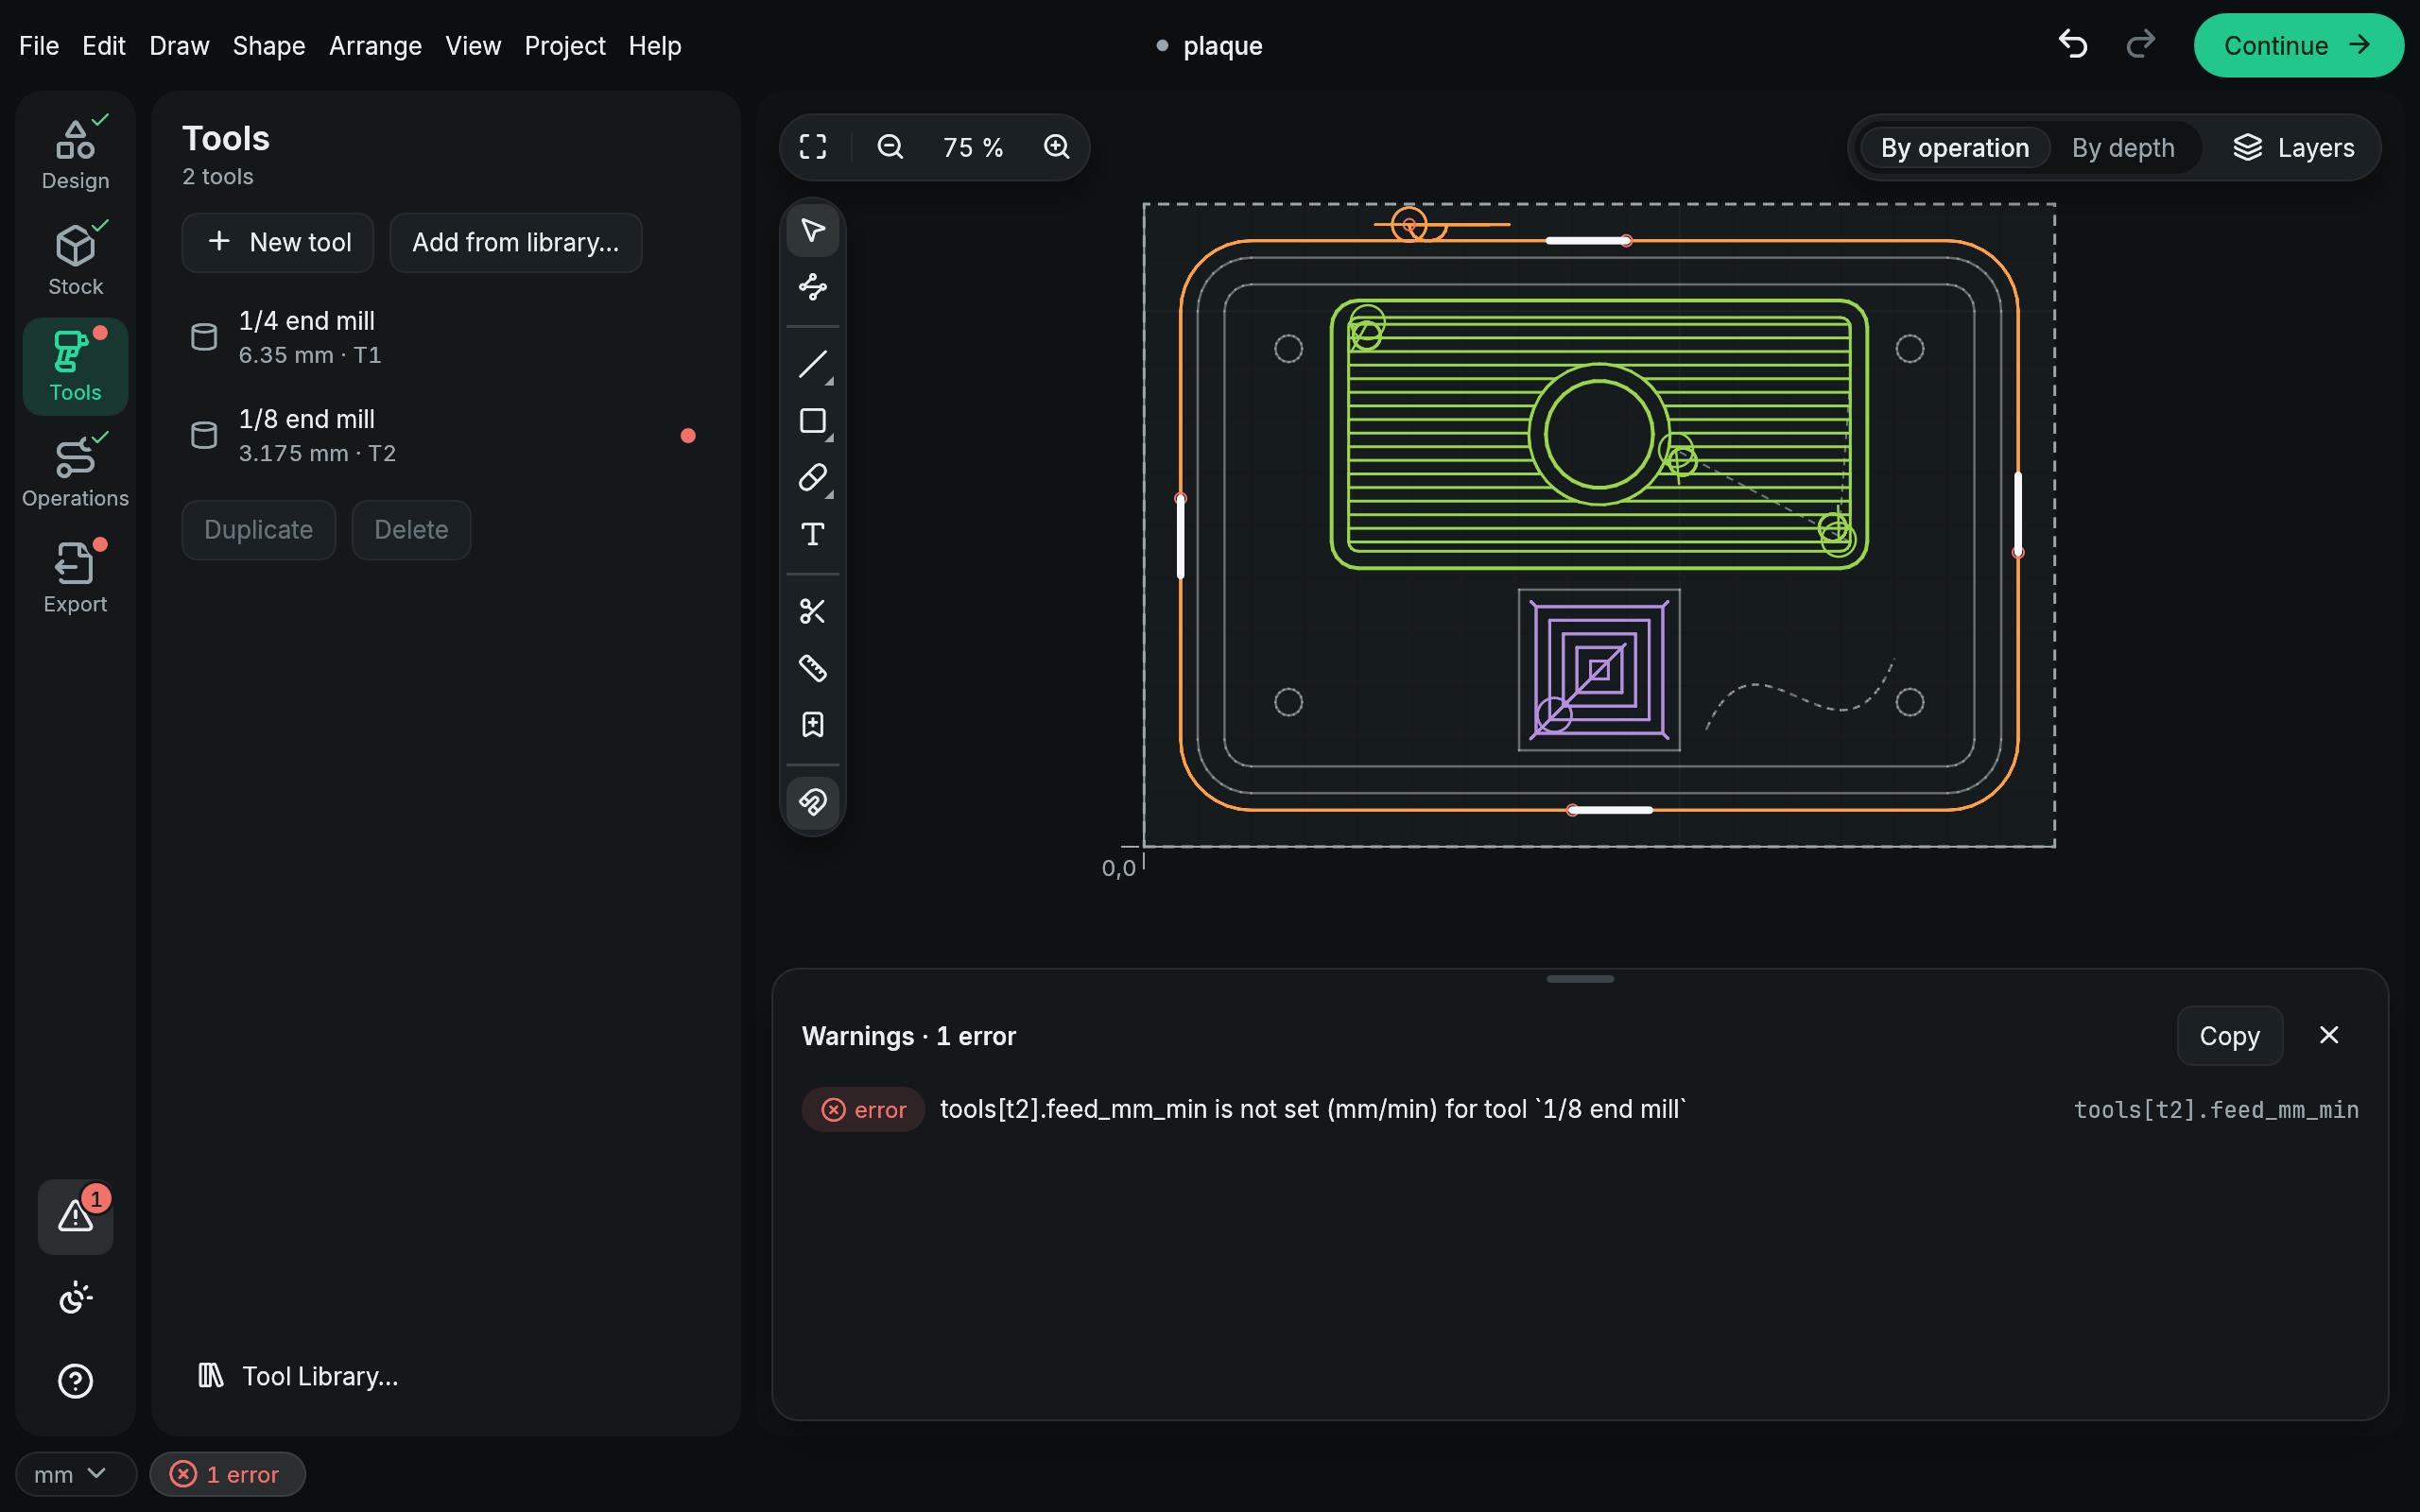 File Edit Draw Shape Arrange View Project Help
plaque
Continue
Design
Stock
Tools
Operations
Export
1
Tools
2 tools
New tool
Add from library...
1/4 end mill
6.35 mm · T1
1/8 end mill
3.175 mm · T2
Duplicate
Delete
Tool Library...
75 %
By operation
By depth
Layers
0,0
Warnings · 1 error
Copy
error
tools[t2].feed_mm_min is not set (mm/min) for tool `1/8 end mill`
tools[t2].feed_mm_min
mm
1 error